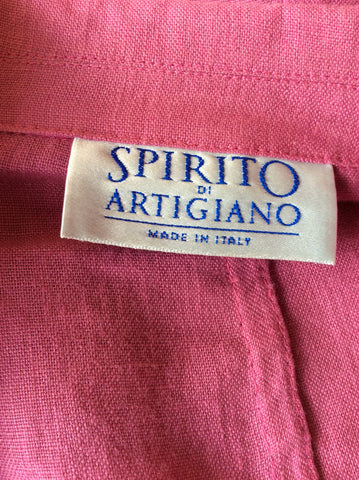 SPIRITO
DI
ARTIGIANO
MADE IN ITALY